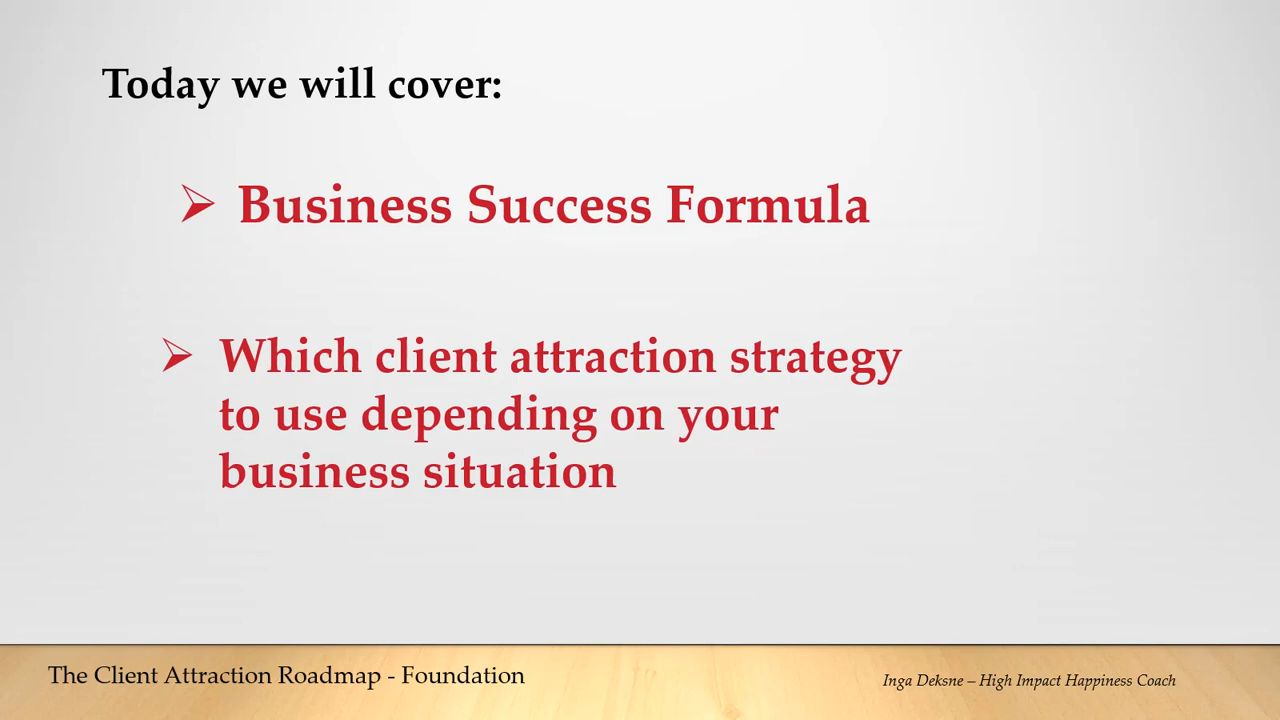 Today we will cover:
➢ Business Success Formula
➢ Which client attraction strategy
to use depending on your
business situation
The Client Attraction Roadmap - Foundation
Inga Deksne – High Impact Happiness Coach